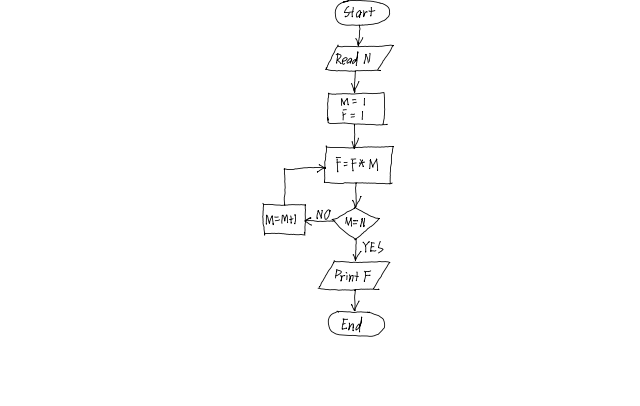 Start
Read N
M = 1
F = 1
F = F * M
M = N
NO
M = M+1
YES
Print F
End